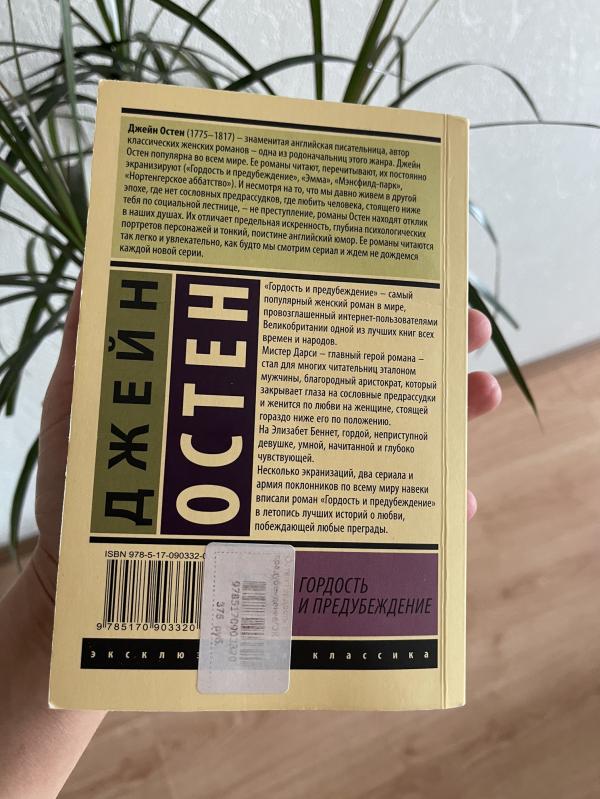 Джейн Остен (1775–1817) – знаменитая английская писательница, автор
классических женских романов – одна из родоначальниц этого жанра. Джейн
Остен популярна во всем мире. Ее романы читают, перечитывают, их постоянно
экранизируют («Гордость и предубеждение», «Эмма», «Мэнсфилд-парк»,
«Нортенгерское аббатство»). И несмотря на то, что мы давно живем в другой
эпохе, где нет сословных предрассудков, где любить человека, стоящего ниже
тебя по социальной лестнице, – не преступление, романы Остен находят отклик
в наших душах. Их отличает предельная искренность, глубина психологических
портретов персонажей и тонкий, поистине английский юмор. Ее романы читаются
так легко и увлекательно, как будто мы смотрим сериал и ждем не дождемся
каждой новой серии.
ДЖЕЙН
ОСТЕН
«Гордость и предубеждение» – самый
популярный женский роман в мире,
провозглашенный интернет-пользователями
Великобритании одной из лучших книг всех
времен и народов.
Мистер Дарси – главный герой романа –
стал для многих читательниц эталоном
мужчины, благородный аристократ, который
закрывает глаза на сословные предрассудки
и женится по любви на женщине, стоящей
гораздо ниже его по положению.
На Элизабет Беннет, гордой, неприступной
девушке, умной, начитанной и глубоко
чувствующей.
Несколько экранизаций, два сериала и
армия поклонников по всему миру навеки
вписали роман «Гордость и предубеждение»
в летопись лучших историй о любви,
побеждающей любые преграды.
ISBN 978-5-17-090332-
9 785170 903320
9785170903320
375 руб.
ГОРДОСТЬ
И ПРЕДУБЕЖДЕНИЕ
классика